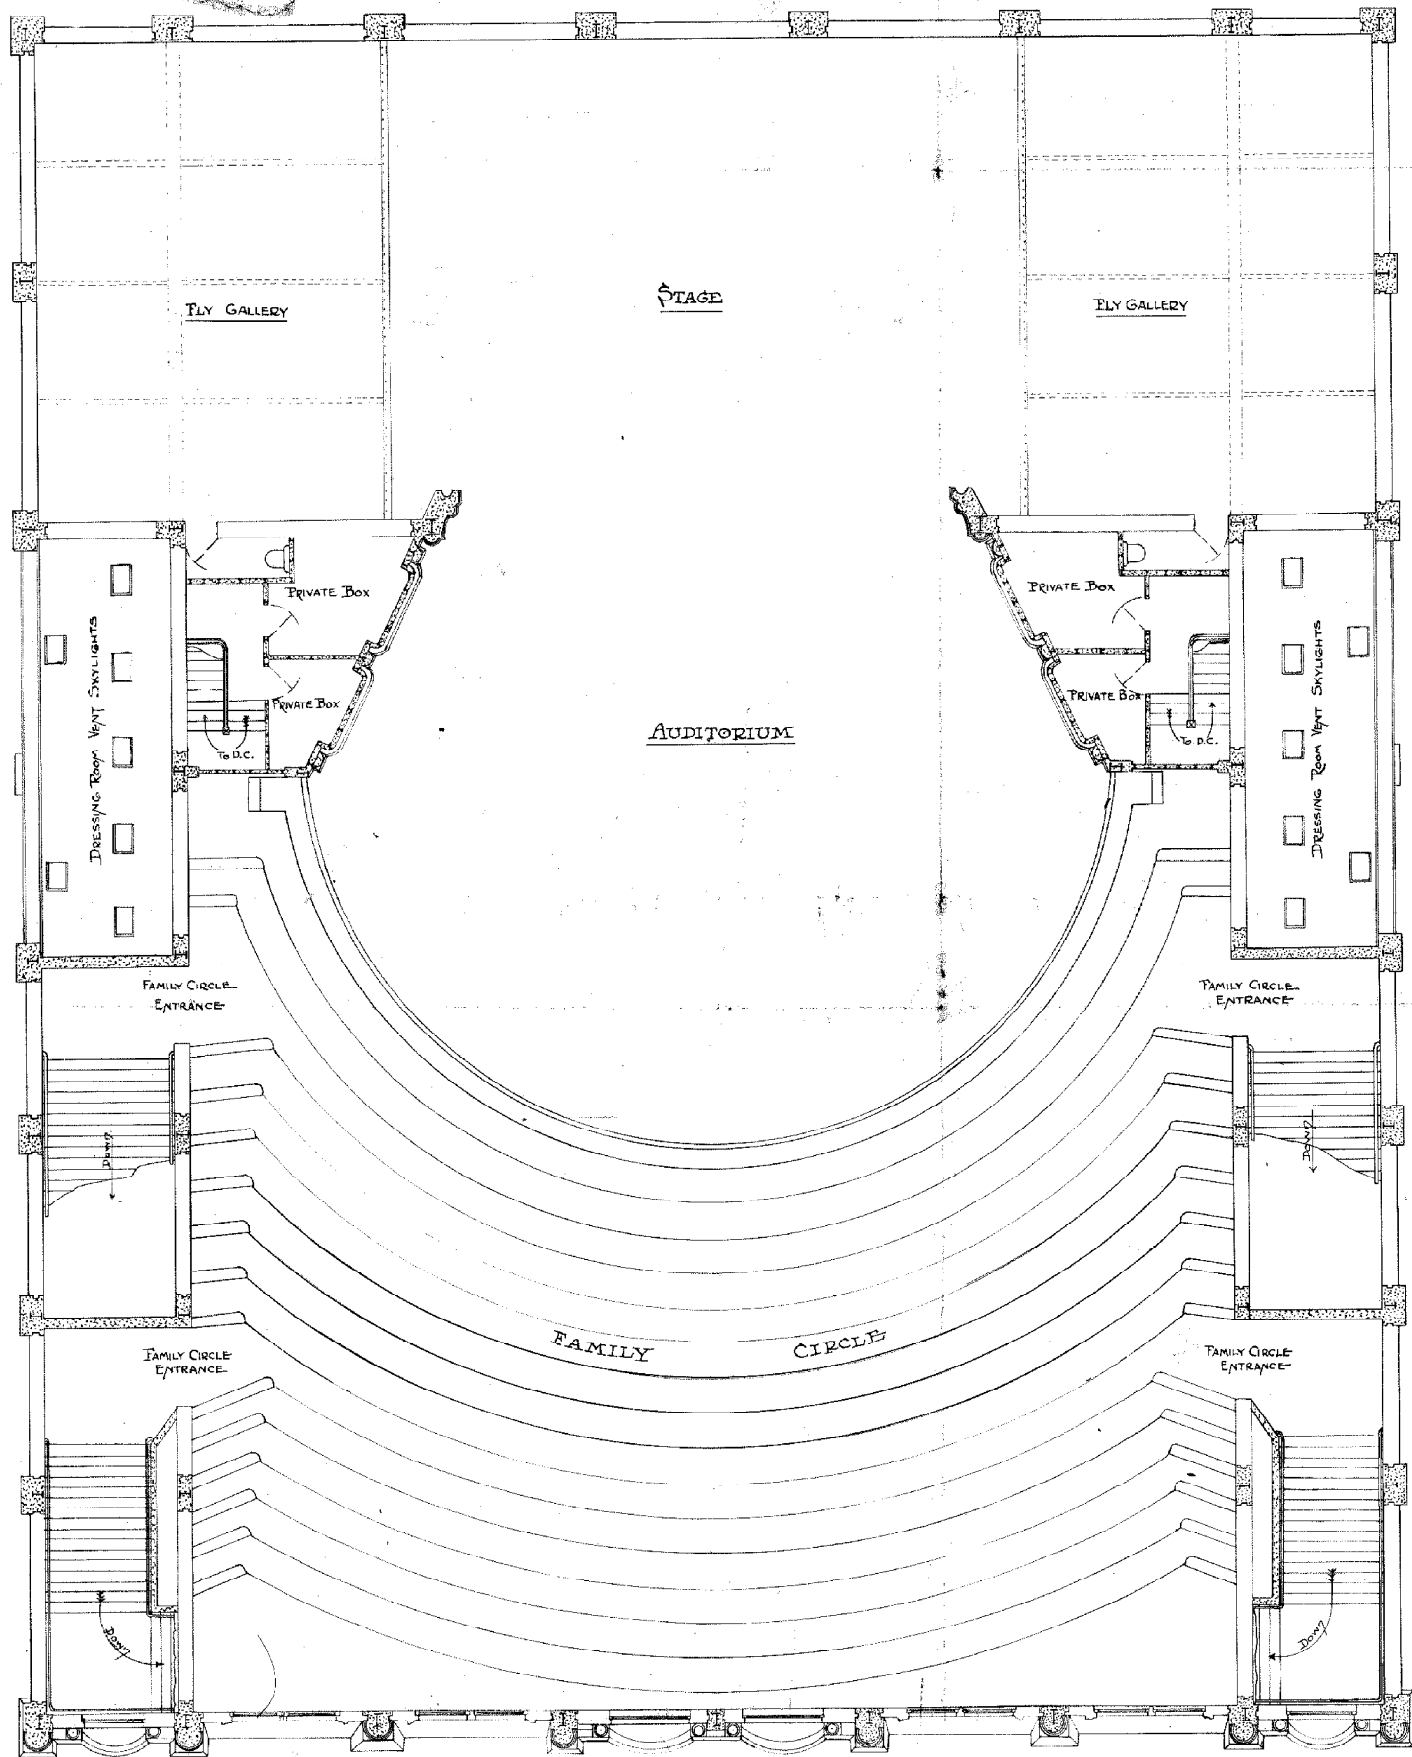 FLY GALLERY
STAGE
FLY GALLERY
PRIVATE BOX
PRIVATE BOX
PRIVATE BOX
PRIVATE BOX
TO D.C.
TO D.C.
DRESSING ROOM VENT SKYLIGHTS
AUDITORIUM
DRESSING ROOM VENT SKYLIGHTS
FAMILY CIRCLE
ENTRANCE
FAMILY CIRCLE
ENTRANCE
DOWN
DOWN
FAMILY CIRCLE
FAMILY CIRCLE
ENTRANCE
FAMILY CIRCLE
ENTRANCE
DOWN
DOWN